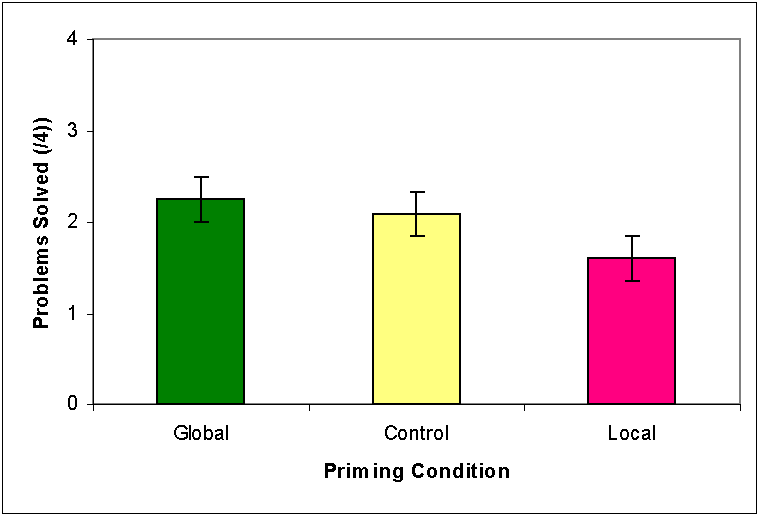 Problems Solved (/4))
4
3
2
1
0
Global Control Local
Priming Condition